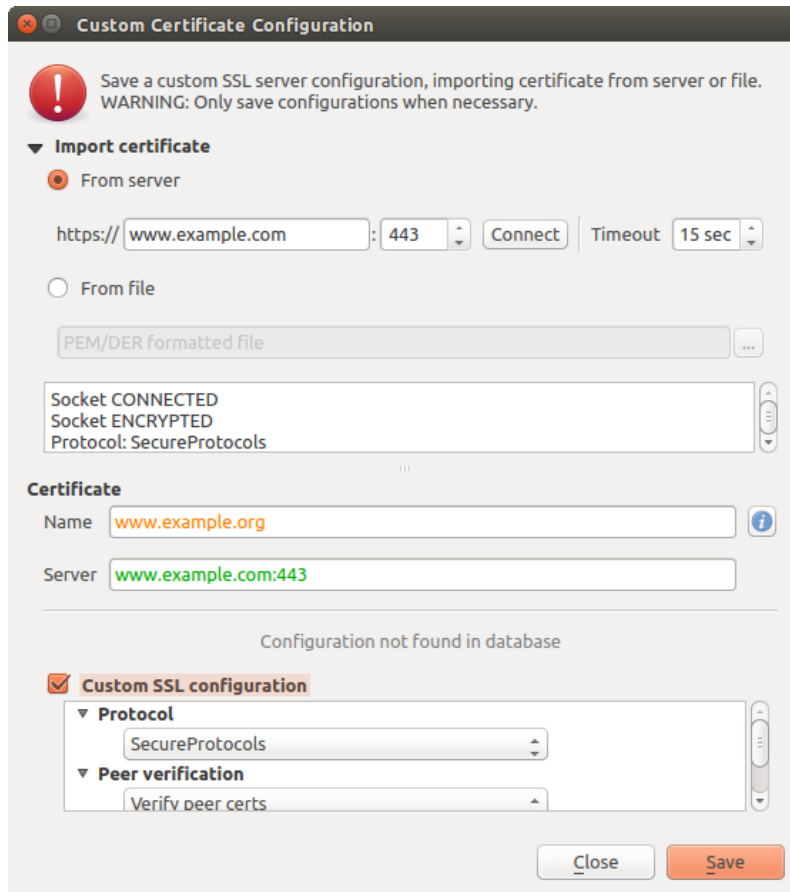 Custom Certificate Configuration
Save a custom SSL server configuration, importing certificate from server or file.
WARNING: Only save configurations when necessary.
Import certificate
From server
https:// www.example.com : 443 Connect Timeout 15 sec
From file
PEM/DER formatted file ...
Socket CONNECTED
Socket ENCRYPTED
Protocol: SecureProtocols
Certificate
Name www.example.org
Server www.example.com:443
Configuration not found in database
Custom SSL configuration
Protocol
SecureProtocols
Peer verification
Verify peer certs
Close Save